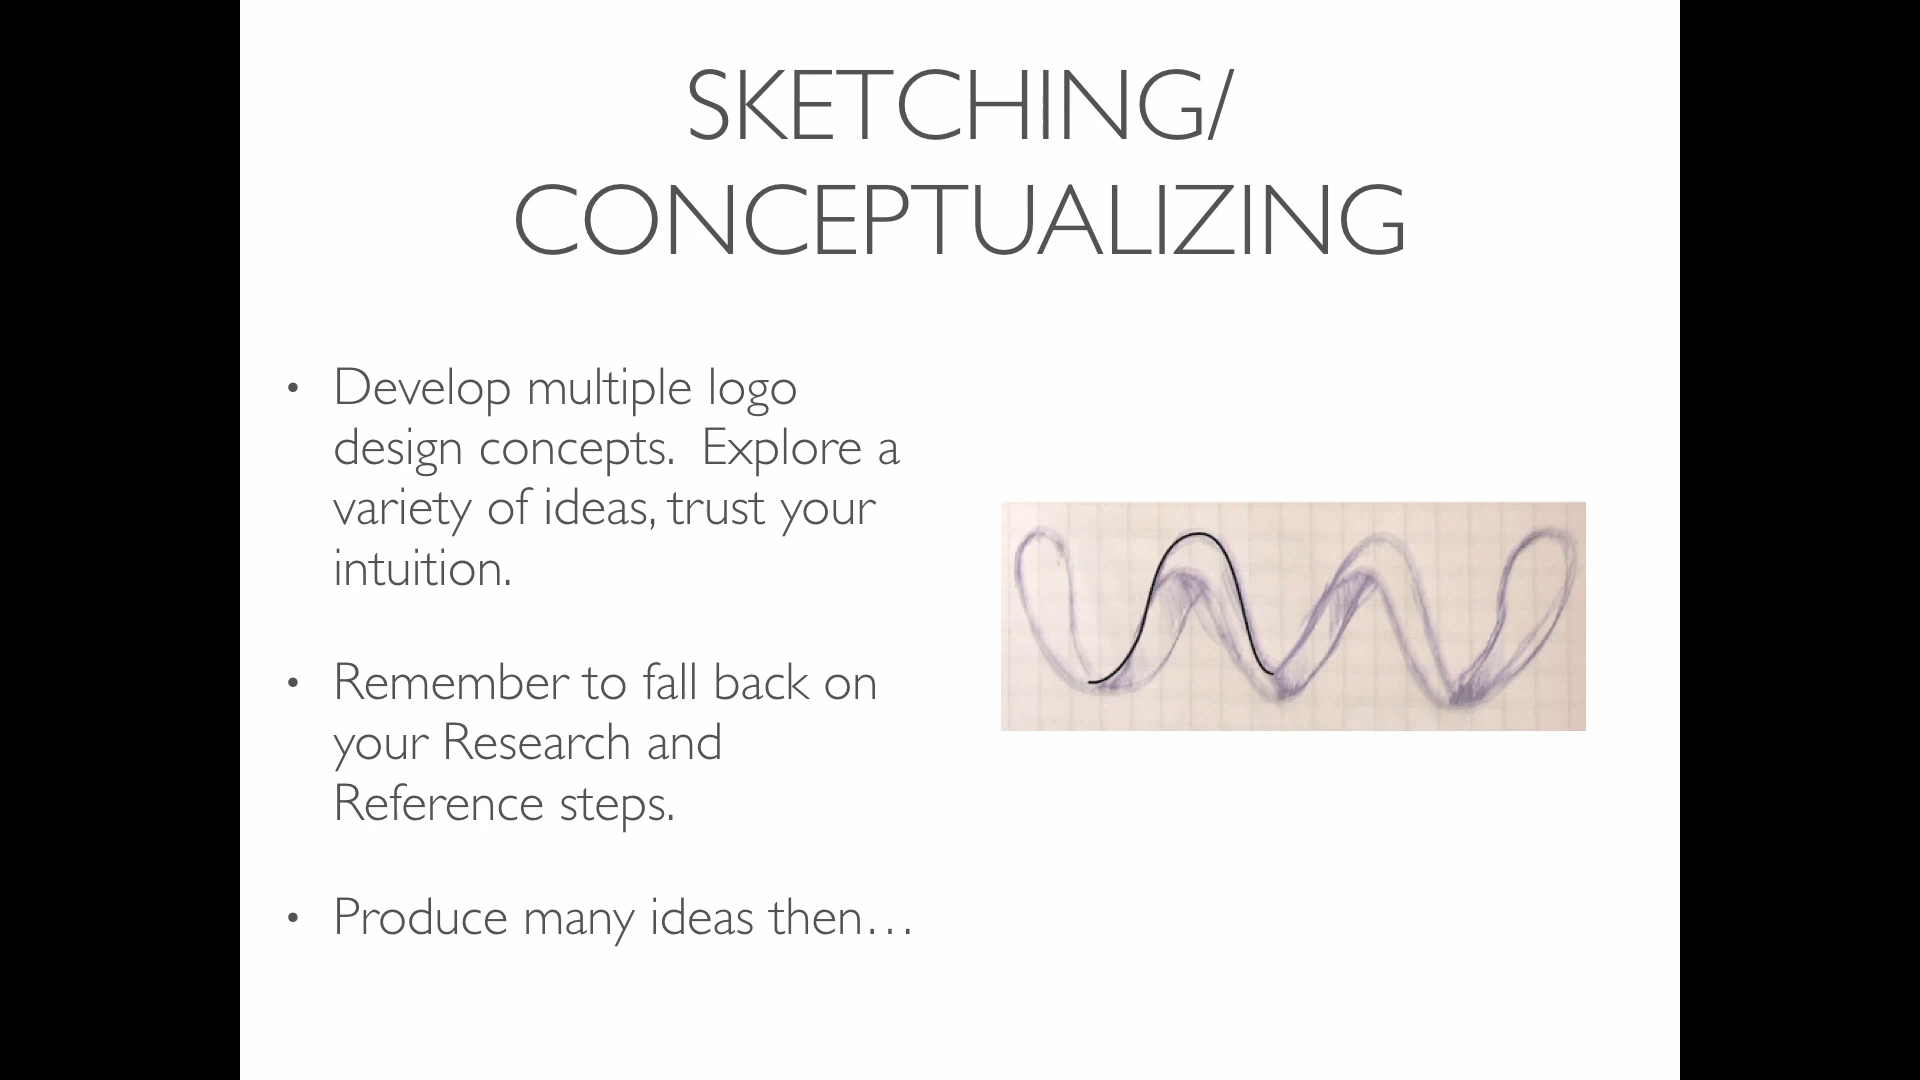 SKETCHING/
CONCEPTUALIZING
• Develop multiple logo
design concepts.  Explore a
variety of ideas, trust your
intuition.
• Remember to fall back on
your Research and
Reference steps.
• Produce many ideas then…